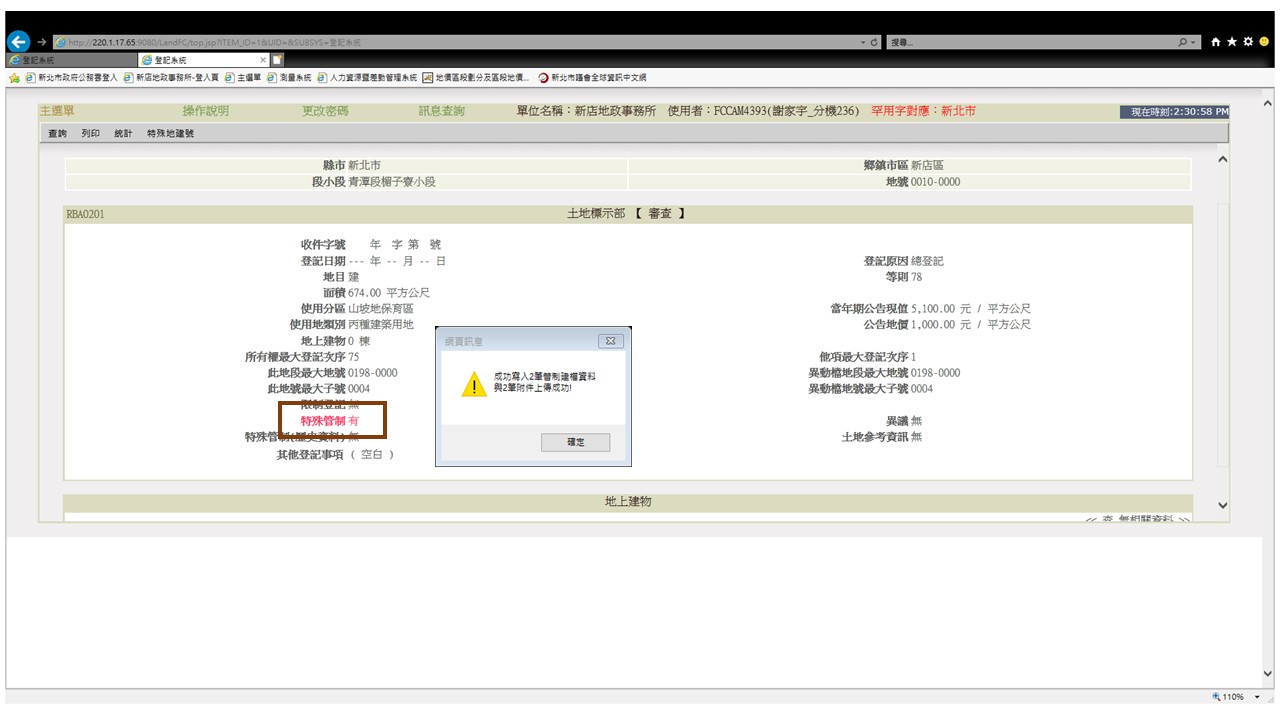 http://220.1.17.65:9080/LandFC/top.jsp?ITEM_ID=1&UID=&SUBSYS=登記系統
搜尋...
登記系統 登記系統
新北市政府公務雲登入 新店地政事務所-登入頁 主選單 測量系統 人力資源暨差勤管理系統 地價區段劃分及區段地價... 新北市議會全球資訊中文網
主選單 操作說明 更改密碼 訊息查詢 單位名稱：新店地政事務所 使用者：FCCAM4393(謝家宇_分機236) 罕用字對應：新北市 現在時刻:2:30:58 PM
查詢 列印 統計 特殊地建號
縣市 新北市 鄉鎮市區 新店區
段小段 青潭段楣子寮小段 地號 0010-0000
RBA0201 土地標示部【 審查 】
收件字號 年 字 第 號
登記日期 --- 年 -- 月 -- 日 登記原因 總登記
地目 建 等則 78
面積 674.00 平方公尺
使用分區 山坡地保育區 當年期公告現值 5,100.00 元 / 平方公尺
使用地類別 丙種建築用地 公告地價 1,000.00 元 / 平方公尺
地上建物 0 棟
所有權最大登記次序 75 他項最大登記次序 1
此地段最大地號 0198-0000 異動檔地段最大地號 0198-0000
此地號最大子號 0004 異動檔地號最大子號 0004
限制登記 無
特殊管制 有 異議 無
特殊管制(歷史資料) 無 土地參考資訊 無
其他登記事項 ( 空白 )
網頁訊息
成功寫入2筆管制建檔資料
與2筆附件上傳成功!
確定
地上建物
<< 查 無相關資料 >>
110%